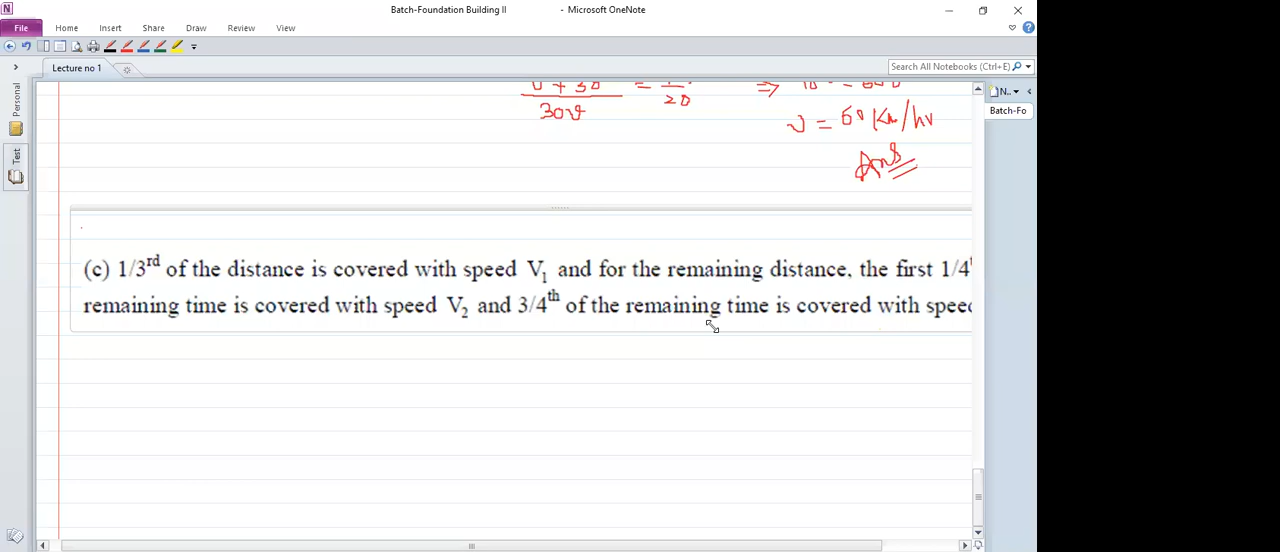 Batch-Foundation Building II - Microsoft OneNote
File Home Insert Share Draw Review View
Lecture no 1
Search All Notebooks (Ctrl+E)
Personal
Test
N..
Batch-Fo
30v
20
⇒
v = 60 Km/hr
Ans
(c) 1/3rd of the distance is covered with speed V1 and for the remaining distance, the first 1/4
remaining time is covered with speed V2 and 3/4th of the remaining time is covered with speed